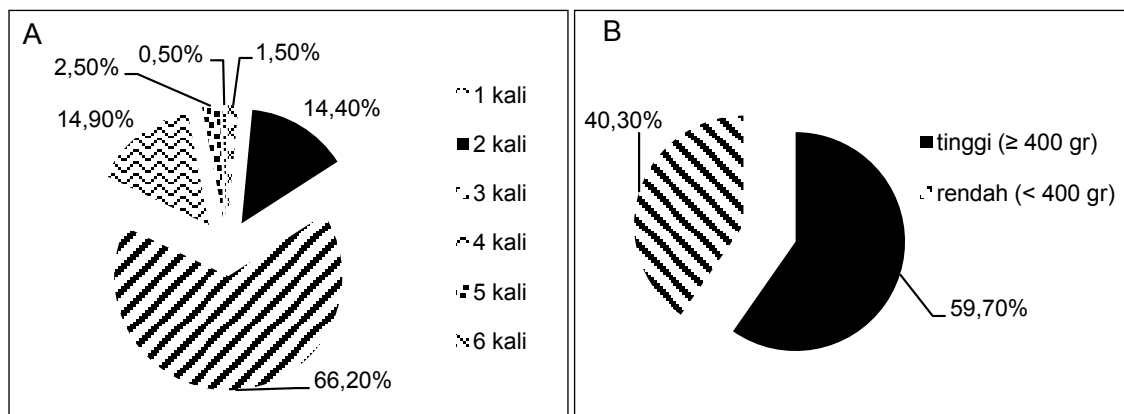 A
0,50%
1,50%
2,50%
14,90%
14,40%
66,20%
1 kali
2 kali
3 kali
4 kali
5 kali
6 kali
B
40,30%
59,70%
tinggi (≥ 400 gr)
rendah (< 400 gr)